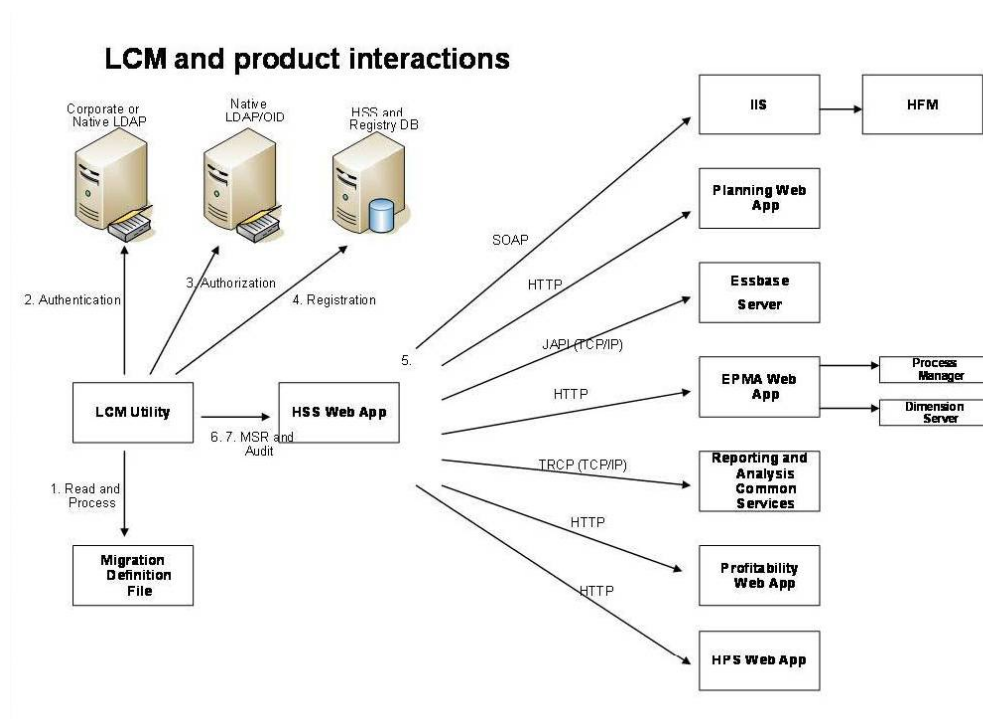 LCM and product interactions
Corporate or
Native LDAP
Native
LDAP/OID
HSS and
Registry DB
IIS
HFM
Planning Web
App
SOAP
HTTP
2. Authentication
3. Authorization
4. Registration
Essbase
Server
JAPI (TCP/IP)
5.
HTTP
EPMA Web
App
Process
Manager
Dimension
Server
LCM Utility
HSS Web App
6. 7. MSR and
Audit
TRCP (TCP/IP)
Reporting and
Analysis
Common
Services
1. Read and
Process
HTTP
Migration
Definition
File
Profitability
Web App
HTTP
HPS Web App